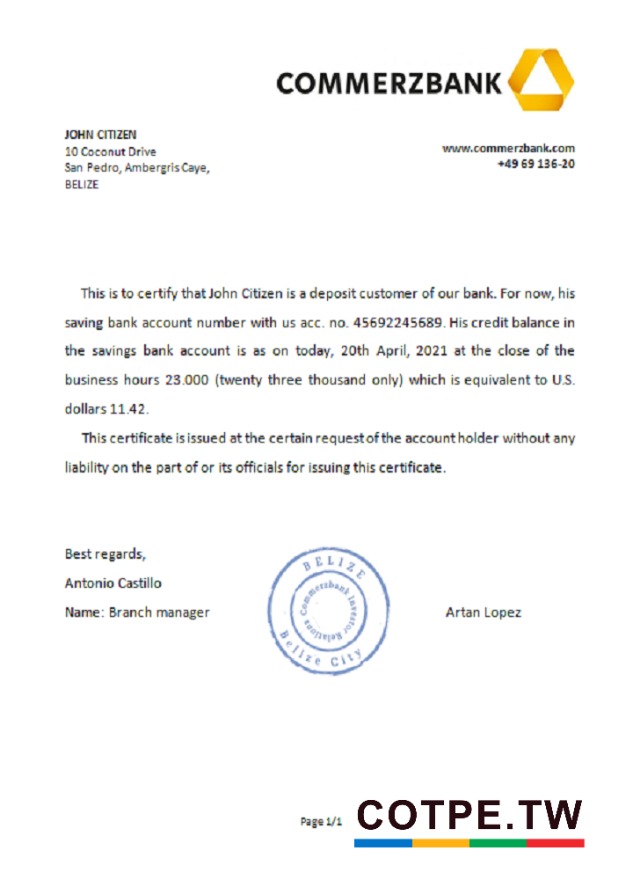 COMMERZBANK
JOHN CITIZEN
10 Coconut Drive
San Pedro, Ambergris Caye,
BELIZE
www.commerzbank.com
+49 69 136-20
This is to certify that John Citizen is a deposit customer of our bank. For now, his
saving bank account number with us acc. no. 45692245689. His credit balance in
the savings bank account is as on today, 20th April, 2021 at the close of the
business hours 23.000 (twenty three thousand only) which is equivalent to U.S.
dollars 11.42.
This certificate is issued at the certain request of the account holder without any
liability on the part of or its officials for issuing this certificate.
Best regards,
Antonio Castillo
Name: Branch manager
BELIZE
Commerzbank Investor Relations
Belize City
Artan Lopez
Page 1/1
COTPE.TW